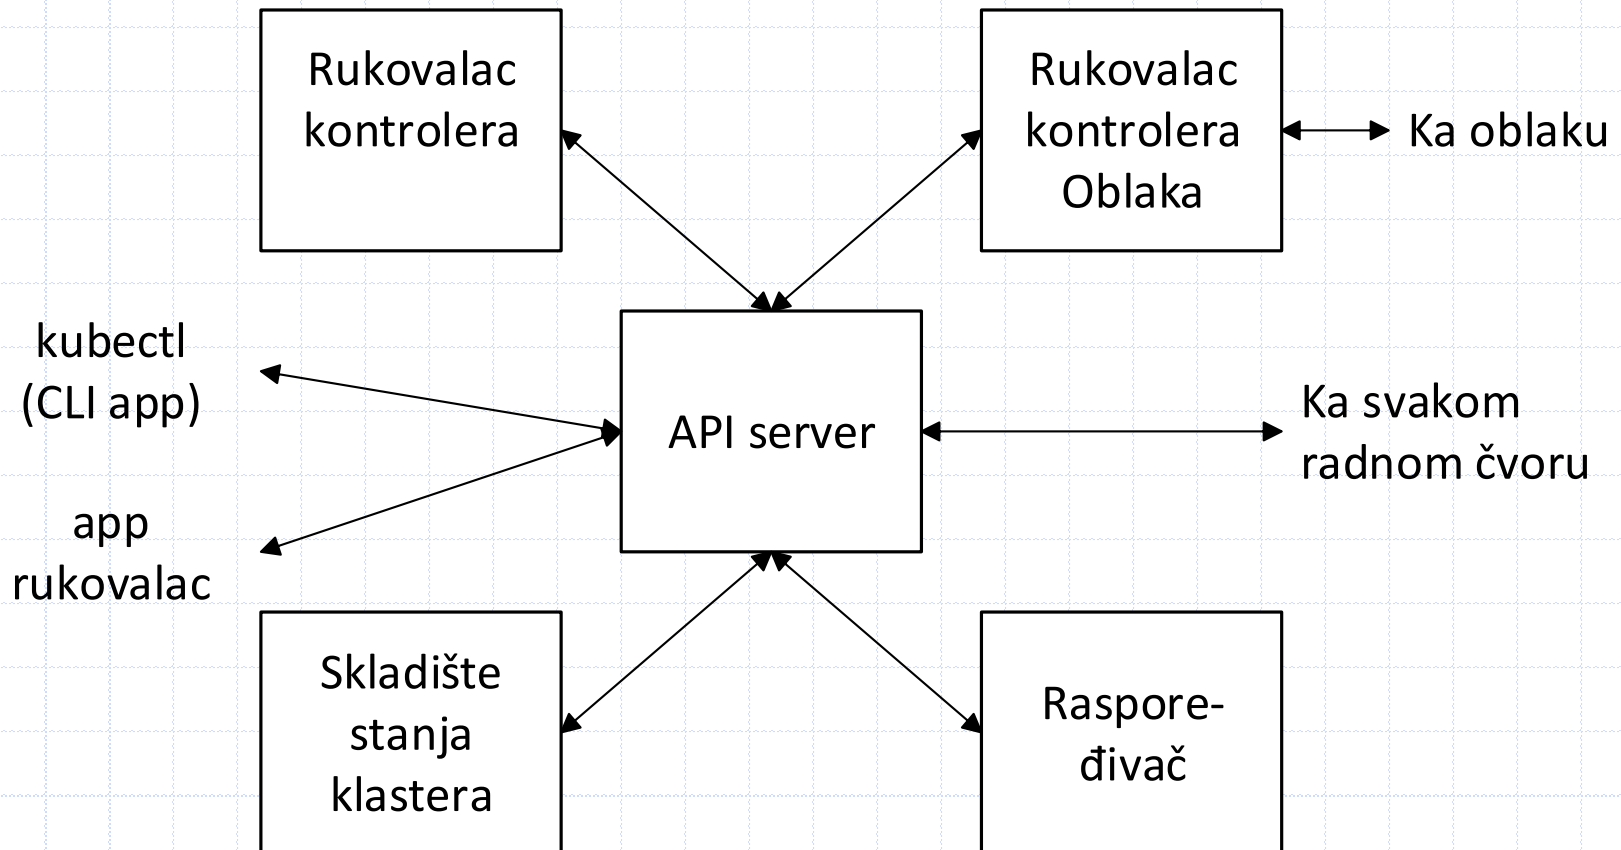 Rukovalac
kontrolera
Rukovalac
kontrolera
Oblaka
Ka oblaku
kubectl
(CLI app)
API server
Ka svakom
radnom čvoru
app
rukovalac
Skladište
stanja
klastera
Raspore-
đivač